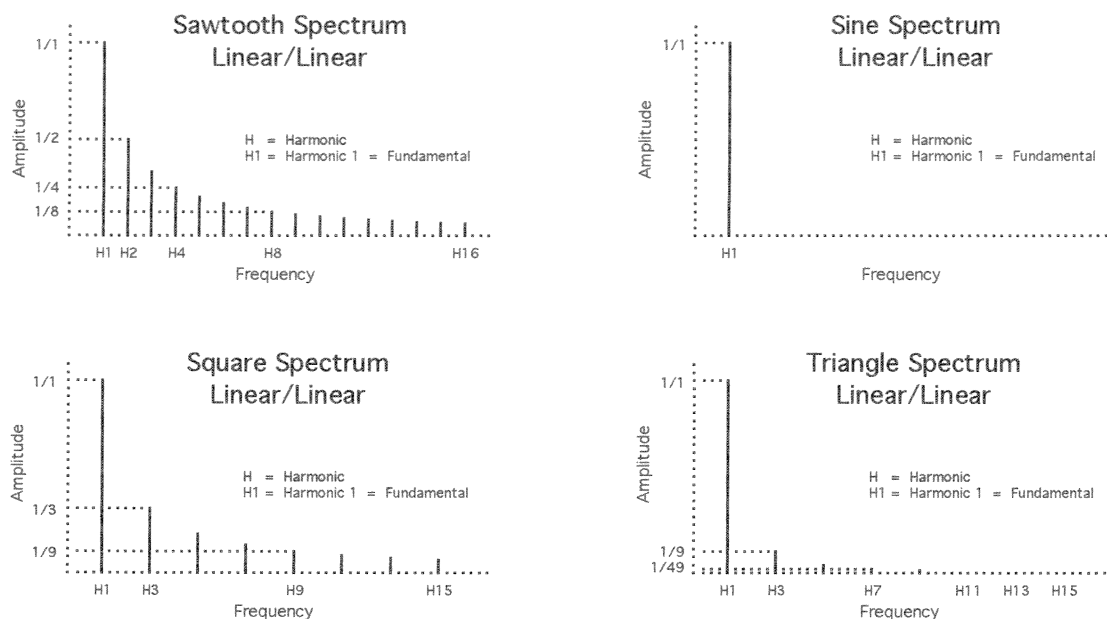 Sawtooth Spectrum
Linear/Linear
1/1
1/2
1/4
1/8
Amplitude
H = Harmonic
H1 = Harmonic 1 = Fundamental
H1 H2 H4 H8 H16
Frequency
Sine Spectrum
Linear/Linear
1/1
Amplitude
H = Harmonic
H1 = Harmonic 1 = Fundamental
H1
Frequency
Square Spectrum
Linear/Linear
1/1
1/3
1/9
Amplitude
H = Harmonic
H1 = Harmonic 1 = Fundamental
H1 H3 H9 H15
Frequency
Triangle Spectrum
Linear/Linear
1/1
1/9
1/49
Amplitude
H = Harmonic
H1 = Harmonic 1 = Fundamental
H1 H3 H7 H11 H13 H15
Frequency